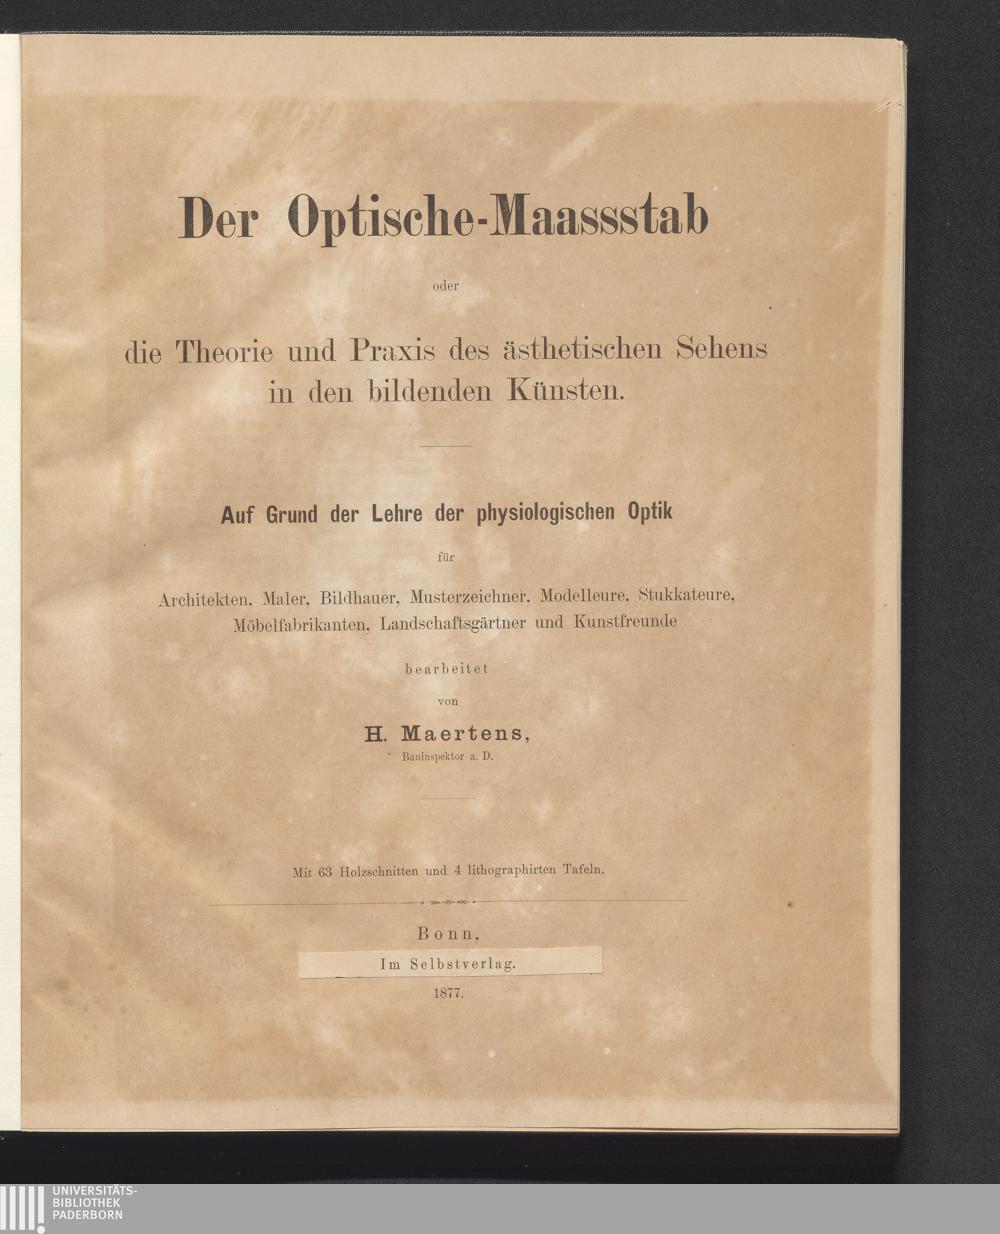 Der Optische-Maassstab
oder
die Theorie und Praxis des ästhetischen Sehens
in den bildenden Künsten.
Auf Grund der Lehre der physiologischen Optik
für
Architekten, Maler, Bildhauer, Musterzeichner, Modelleure, Stukkateure,
Möbelfabrikanten, Landschaftsgärtner und Kunstfreunde
bearbeitet
von
H. Maertens,
Bauinspektor a. D.
Mit 63 Holzschnitten und 4 lithographirten Tafeln.
Bonn,
Im Selbstverlag.
1877.
UNIVERSITÄTS-
BIBLIOTHEK
PADERBORN